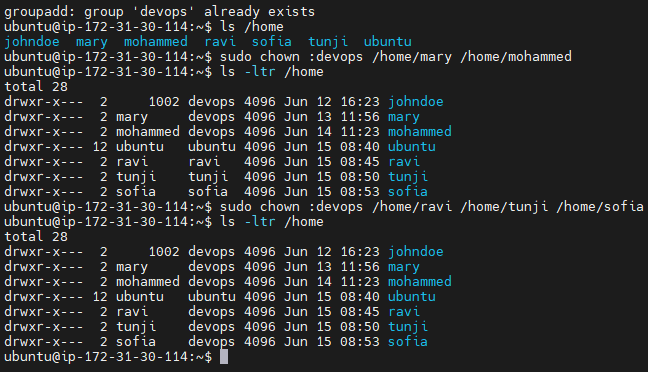 groupadd: group 'devops' already exists
ubuntu@ip-172-31-30-114:~$ ls /home
johndoe  mary  mohammed  ravi  sofia  tunji  ubuntu
ubuntu@ip-172-31-30-114:~$ sudo chown :devops /home/mary /home/mohammed
ubuntu@ip-172-31-30-114:~$ ls -ltr /home
total 28
drwxr-x---  2     1002 devops 4096 Jun 12 16:23 johndoe
drwxr-x---  2 mary     devops 4096 Jun 13 11:56 mary
drwxr-x---  2 mohammed devops 4096 Jun 14 11:23 mohammed
drwxr-x--- 12 ubuntu   ubuntu 4096 Jun 15 08:40 ubuntu
drwxr-x---  2 ravi     ravi   4096 Jun 15 08:45 ravi
drwxr-x---  2 tunji    tunji  4096 Jun 15 08:50 tunji
drwxr-x---  2 sofia    sofia  4096 Jun 15 08:53 sofia
ubuntu@ip-172-31-30-114:~$ sudo chown :devops /home/ravi /home/tunji /home/sofia
ubuntu@ip-172-31-30-114:~$ ls -ltr /home
total 28
drwxr-x---  2     1002 devops 4096 Jun 12 16:23 johndoe
drwxr-x---  2 mary     devops 4096 Jun 13 11:56 mary
drwxr-x---  2 mohammed devops 4096 Jun 14 11:23 mohammed
drwxr-x--- 12 ubuntu   ubuntu 4096 Jun 15 08:40 ubuntu
drwxr-x---  2 ravi     devops 4096 Jun 15 08:45 ravi
drwxr-x---  2 tunji    devops 4096 Jun 15 08:50 tunji
drwxr-x---  2 sofia    devops 4096 Jun 15 08:53 sofia
ubuntu@ip-172-31-30-114:~$